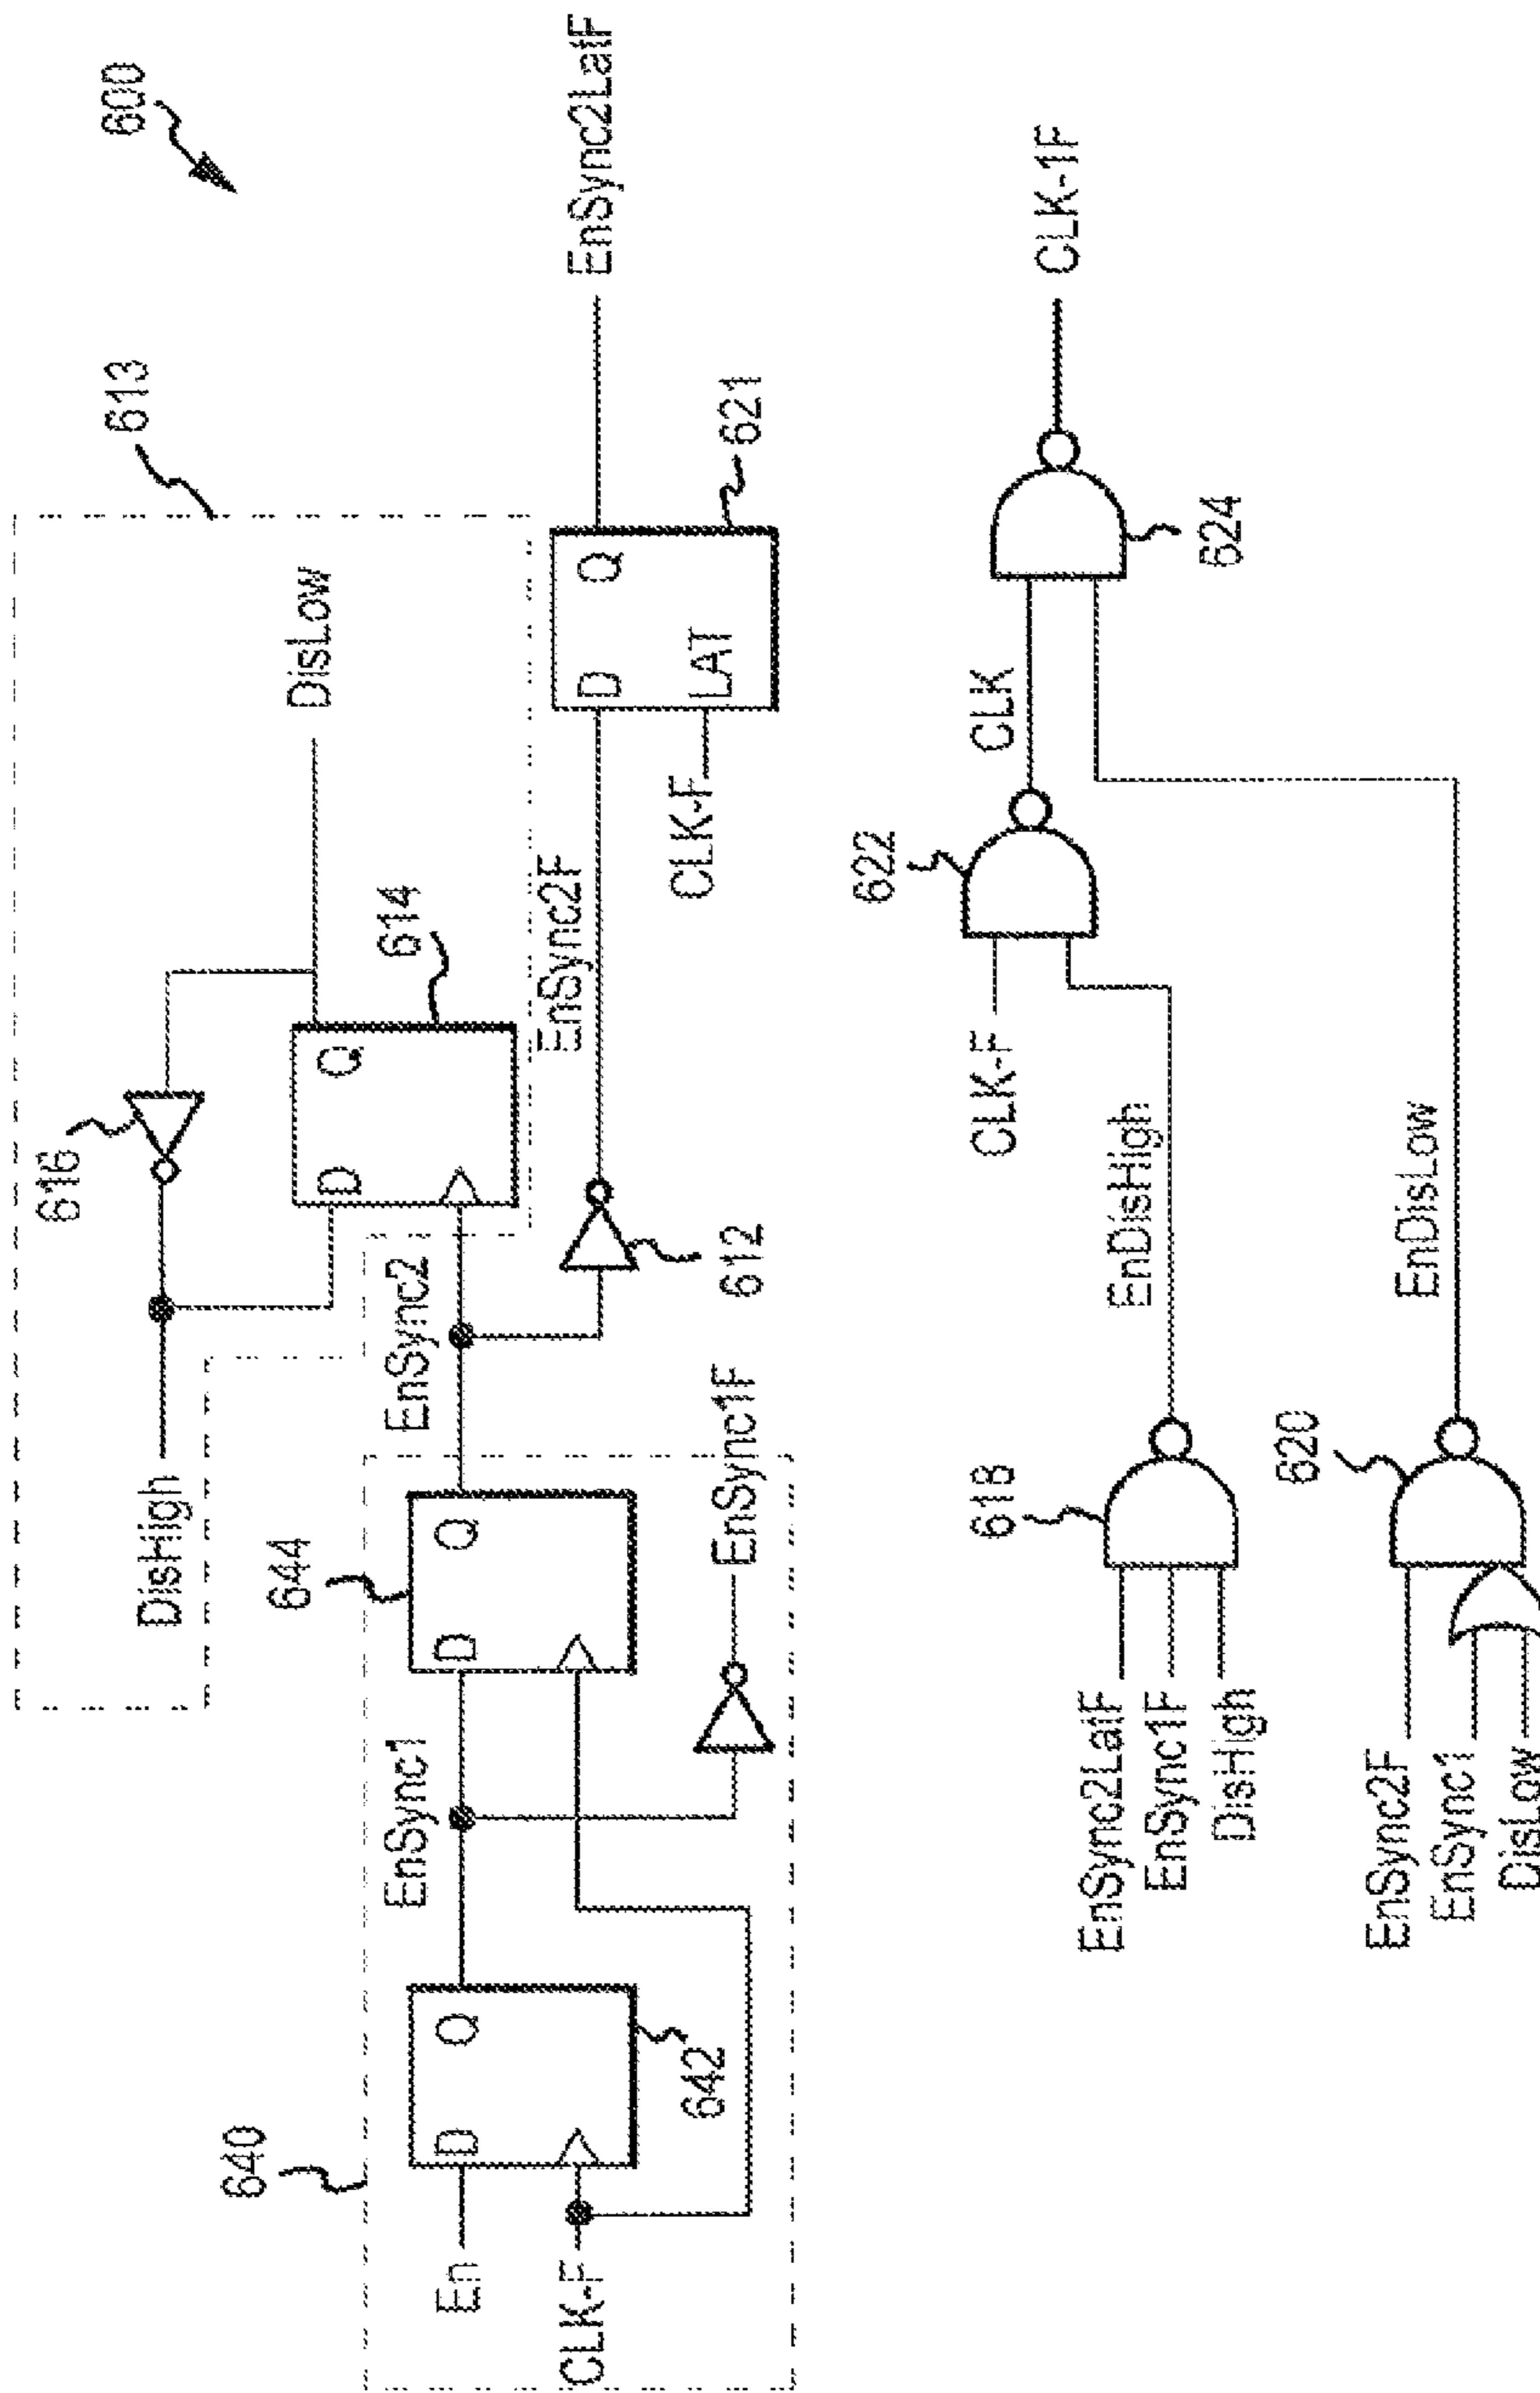 600
613
DisHigh
616
DisLow
D
Q
614
640
En
CLK-F
D
Q
642
EnSync1
644
D
Q
EnSync1F
EnSync2
612
EnSync2F
CLK-F
D
Q
LAT
621
EnSync2LatF
EnSync2LatF
EnSync1F
DisHigh
618
EnDisHigh
CLK-F
622
CLK
624
CLK-1F
EnSync2F
EnSync1
DisLow
620
EnDisLow